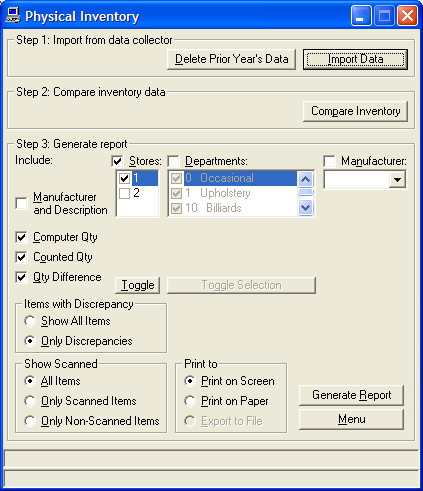 Physical Inventory
Step 1: Import from data collector
Delete Prior Year's Data
Import Data
Step 2: Compare inventory data
Compare Inventory
Step 3: Generate report
Include:
Stores:
Departments:
Manufacturer:
1
2
0 Occasional
1 Upholstery
10 Billiards
Manufacturer
and Description
Computer Qty
Counted Qty
Qty Difference
Toggle
Toggle Selection
Items with Discrepancy
Show All Items
Only Discrepancies
Show Scanned
All Items
Only Scanned Items
Only Non-Scanned Items
Print to
Print on Screen
Print on Paper
Export to File
Generate Report
Menu